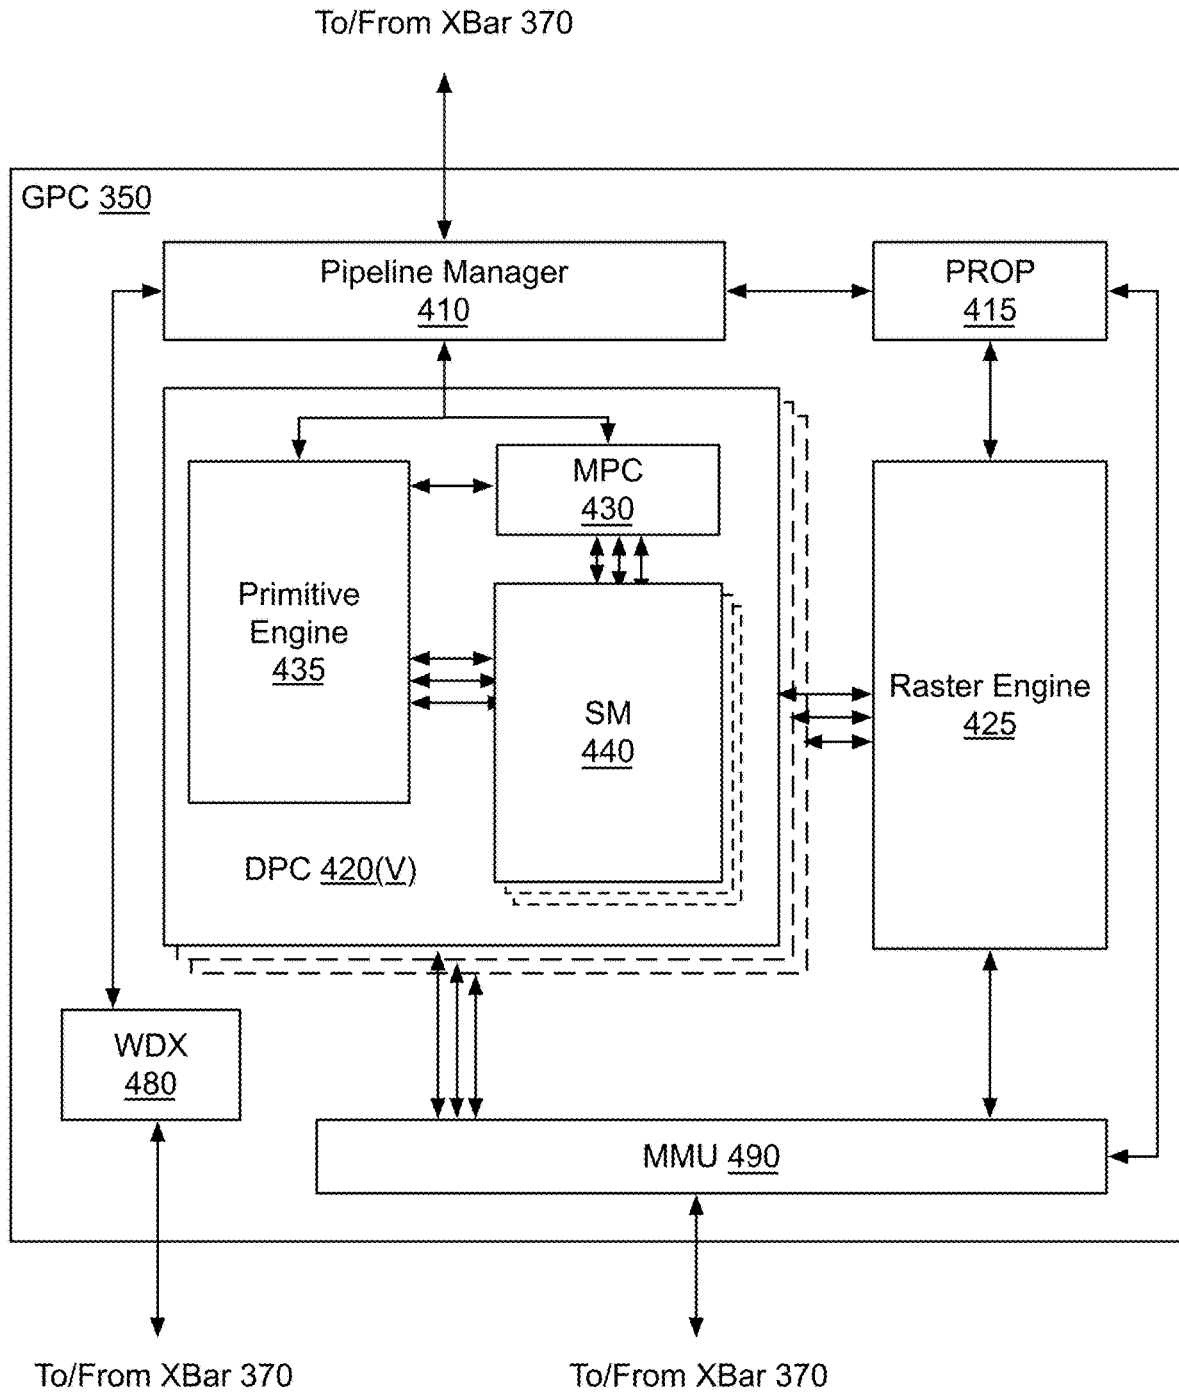 To/From XBar 370
GPC 350
Pipeline Manager
410
PROP
415
MPC
430
Primitive
Engine
435
SM
440
Raster Engine
425
DPC 420(V)
WDX
480
MMU 490
To/From XBar 370
To/From XBar 370